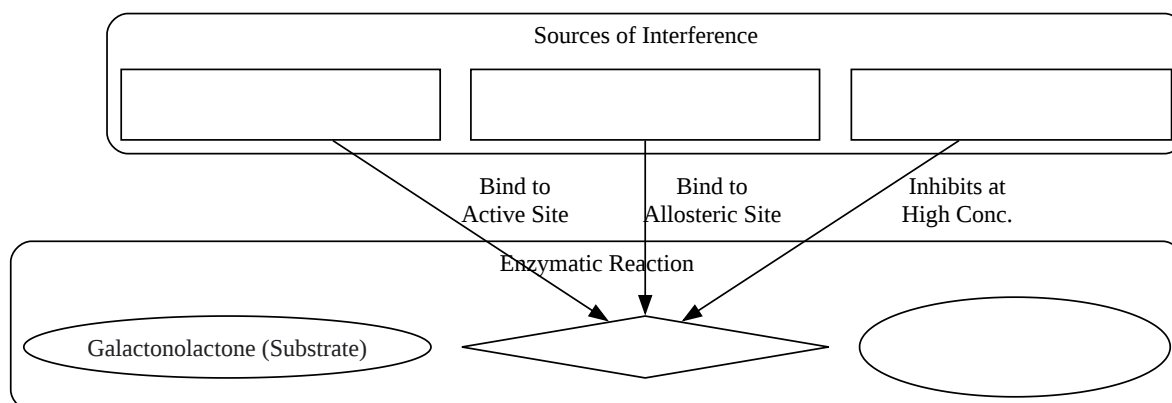 Sources of Interference
Bind to
Active Site
Bind to
Allosteric Site
Inhibits at
High Conc.
Enzymatic Reaction
Galactonolactone (Substrate)